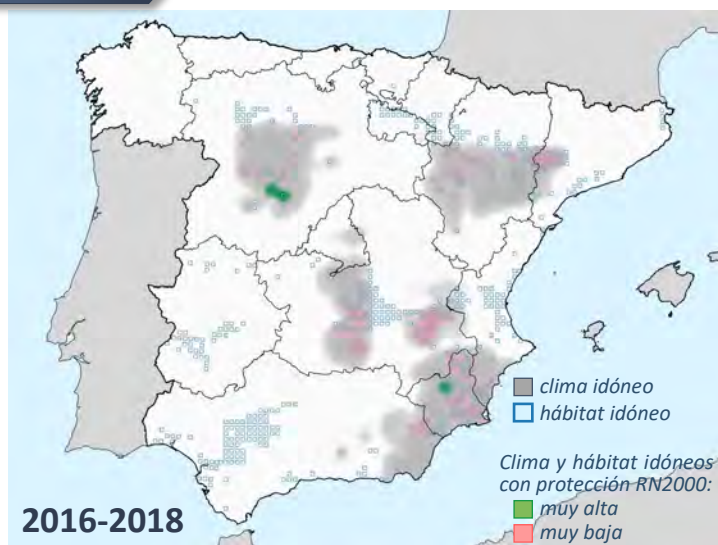 clima idóneo
hábitat idóneo
Clima y hábitat idóneos
con protección RN2000:
muy alta
muy baja
2016-2018